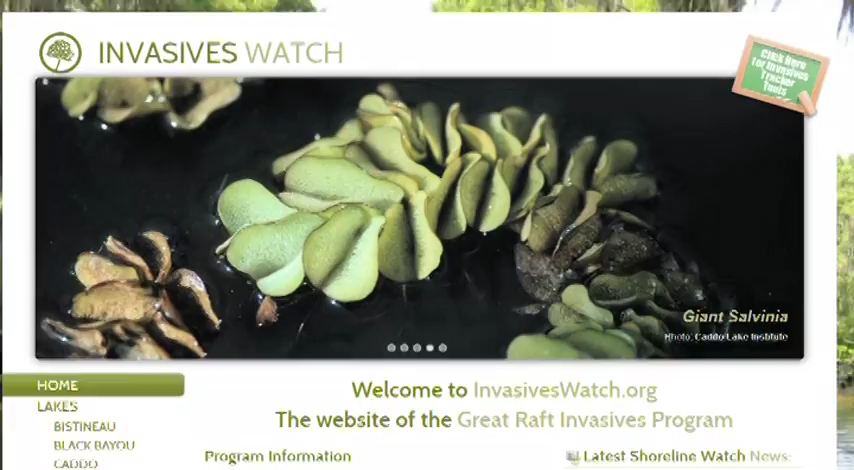 INVASIVES WATCH
Click Here
for Invasives
Tracker
Tools
Giant Salvinia
Photo: Caddo Lake Institute
HOME
LAKES
BISTINEAU
BLACK BAYOU
CADDO
Welcome to InvasivesWatch.org
The website of the Great Raft Invasives Program
Program Information
Latest Shoreline Watch News: